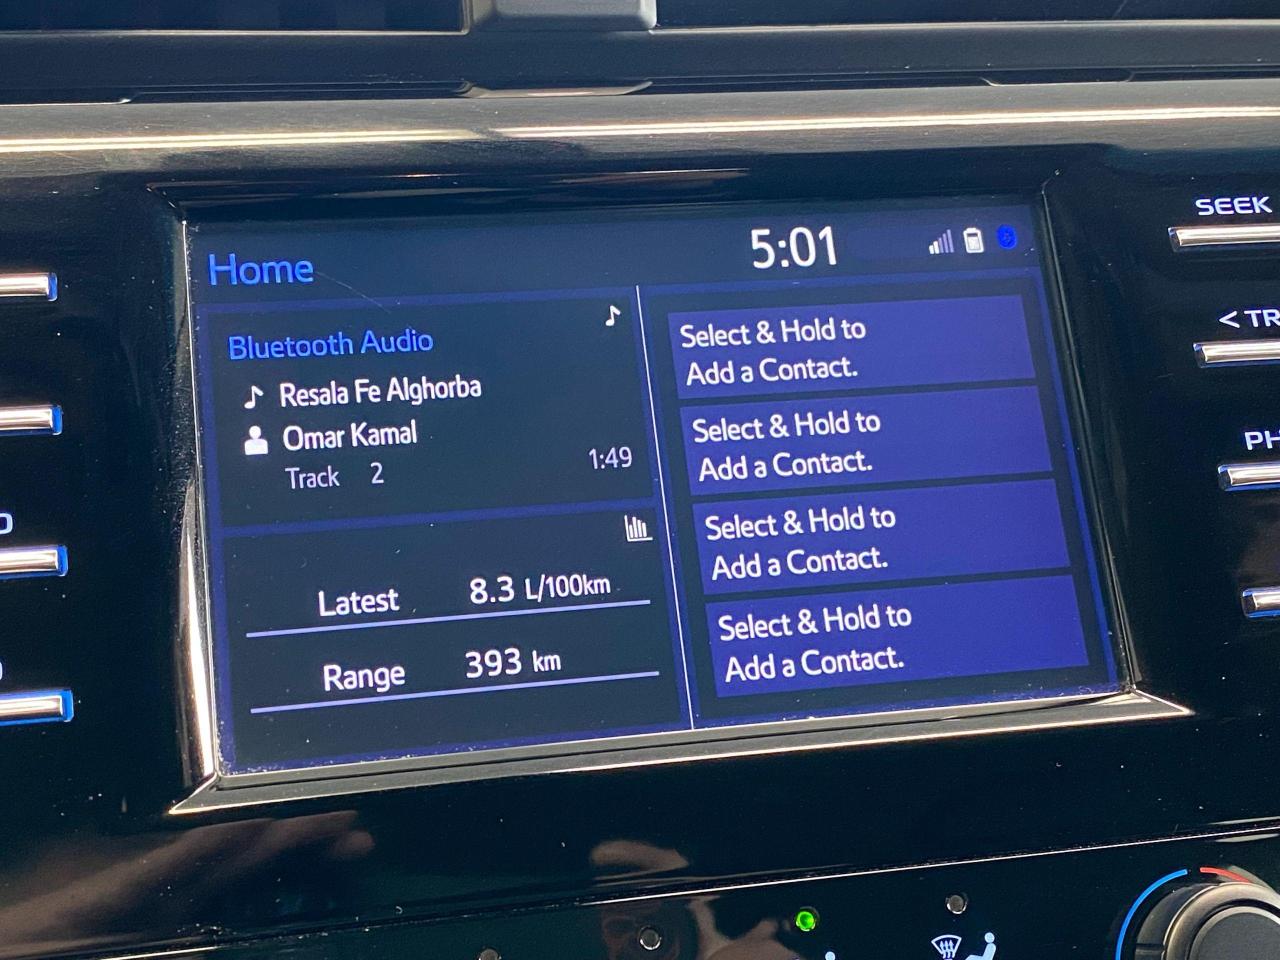 Home
5:01
Bluetooth Audio
Resala Fe Alghorba
Omar Kamal
Track 2
1:49
Latest 8.3 L/100km
Range 393 km
Select & Hold to
Add a Contact.
Select & Hold to
Add a Contact.
Select & Hold to
Add a Contact.
Select & Hold to
Add a Contact.
SEEK
< TR
PH